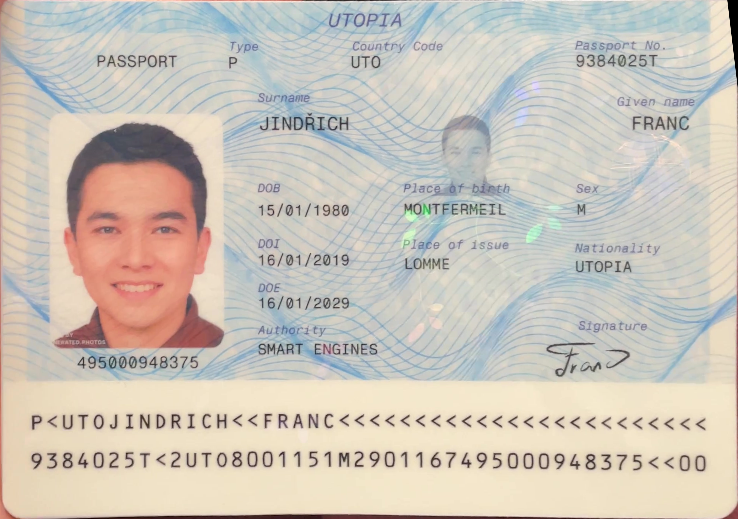 UTOPIA
PASSPORT
Type
P
Country Code
UTO
Passport No.
9384025T
Surname
JINDŘICH
Given name
FRANC
DOB
15/01/1980
Place of birth
MONTFERMEIL
Sex
M
DOI
16/01/2019
Place of issue
LOMME
Nationality
UTOPIA
DOE
16/01/2029
Authority
SMART ENGINES
Signature
Franc
495000948375
P<UTOJINDRICH<<FRANC<<<<<<<<<<<<<<<<<<<<<<<<
9384025T<2UTO8001151M2901167495000948375<<00